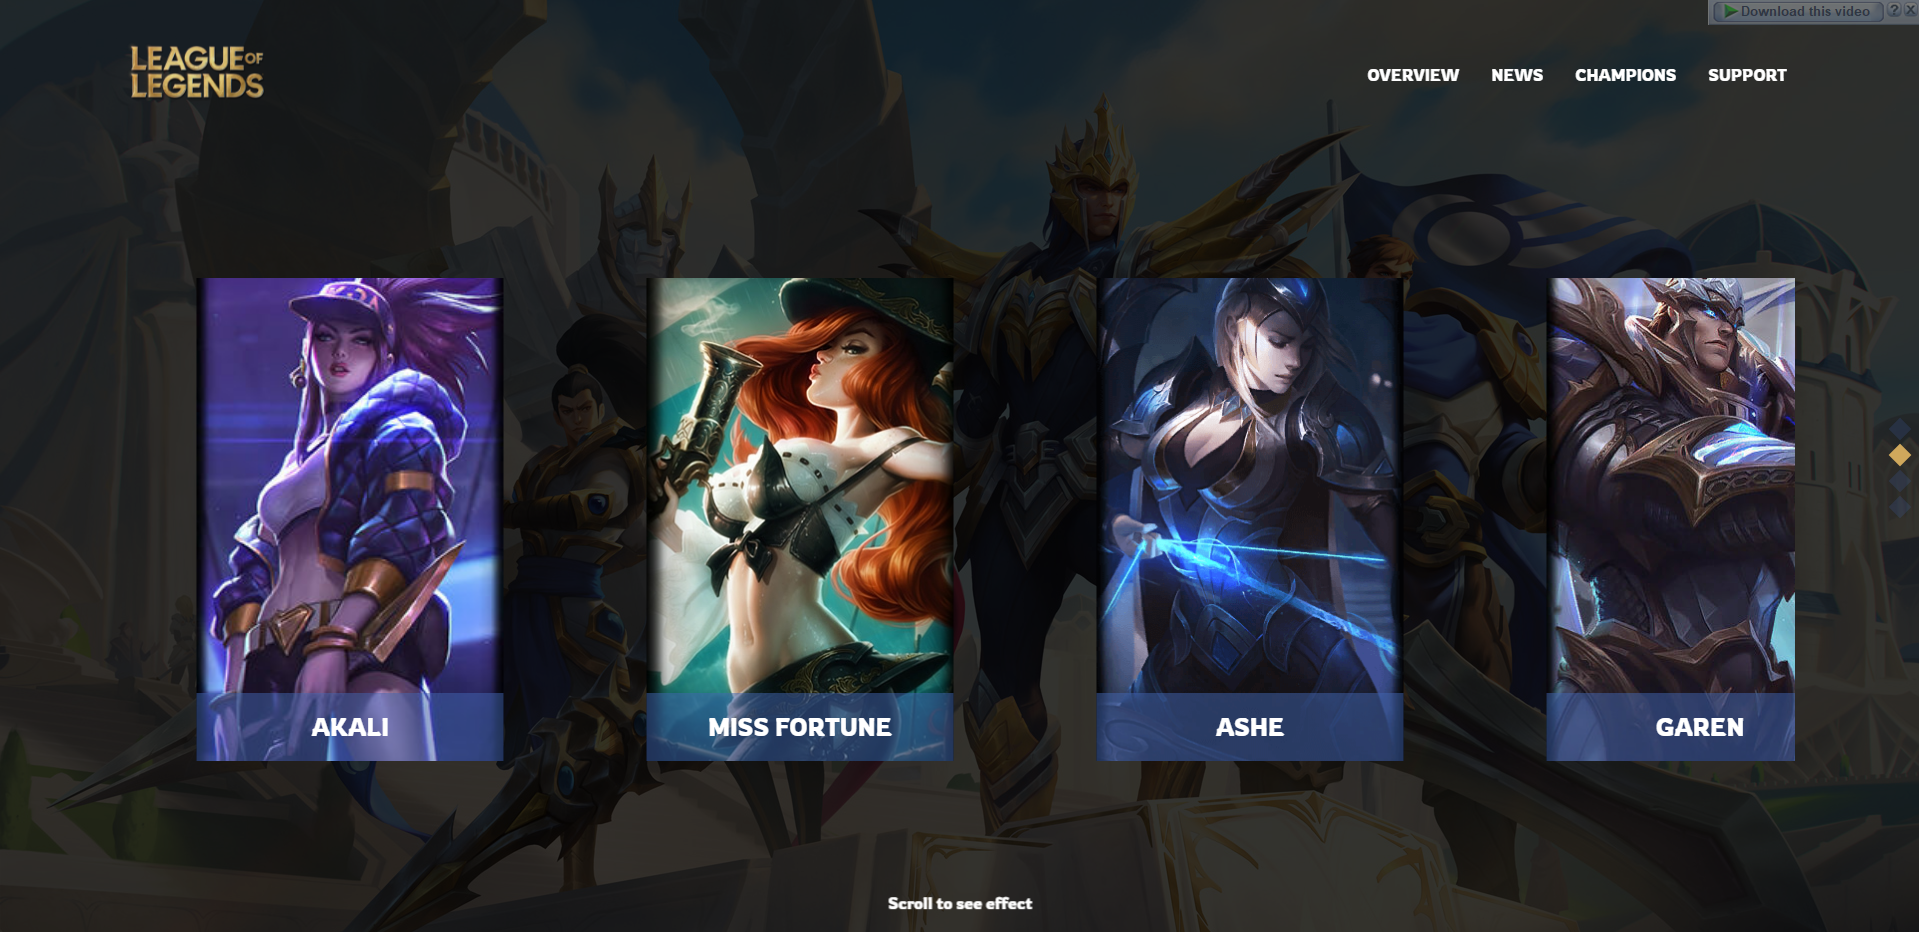 Download this video
? X
LEAGUE OF
LEGENDS
OVERVIEW NEWS CHAMPIONS SUPPORT
AKALI
MISS FORTUNE
ASHE
GAREN
Scroll to see effect